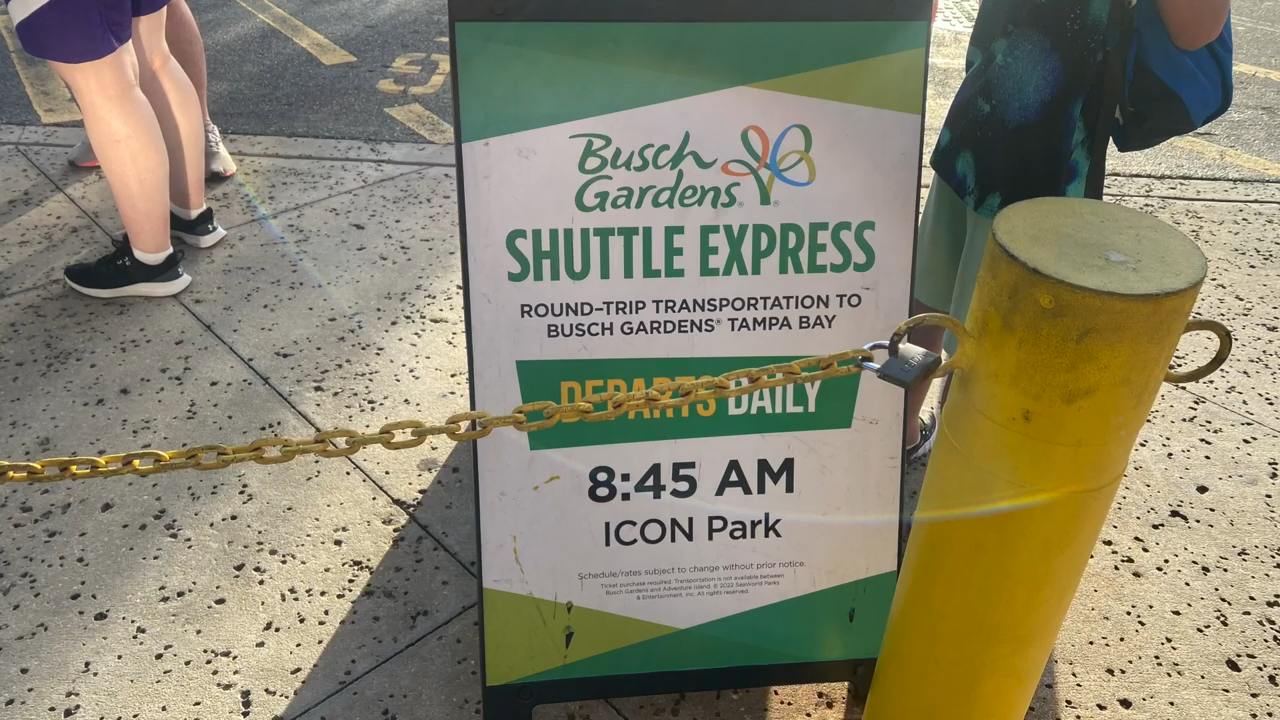 Busch
Gardens®
SHUTTLE EXPRESS
ROUND-TRIP TRANSPORTATION TO
BUSCH GARDENS® TAMPA BAY
DEPARTS DAILY
8:45 AM
ICON Park
Schedule/rates subject to change without prior notice.
Ticket purchase required. Transportation is not available between
Busch Gardens and Adventure Island. © 2022 SeaWorld Parks
& Entertainment, Inc. All rights reserved.